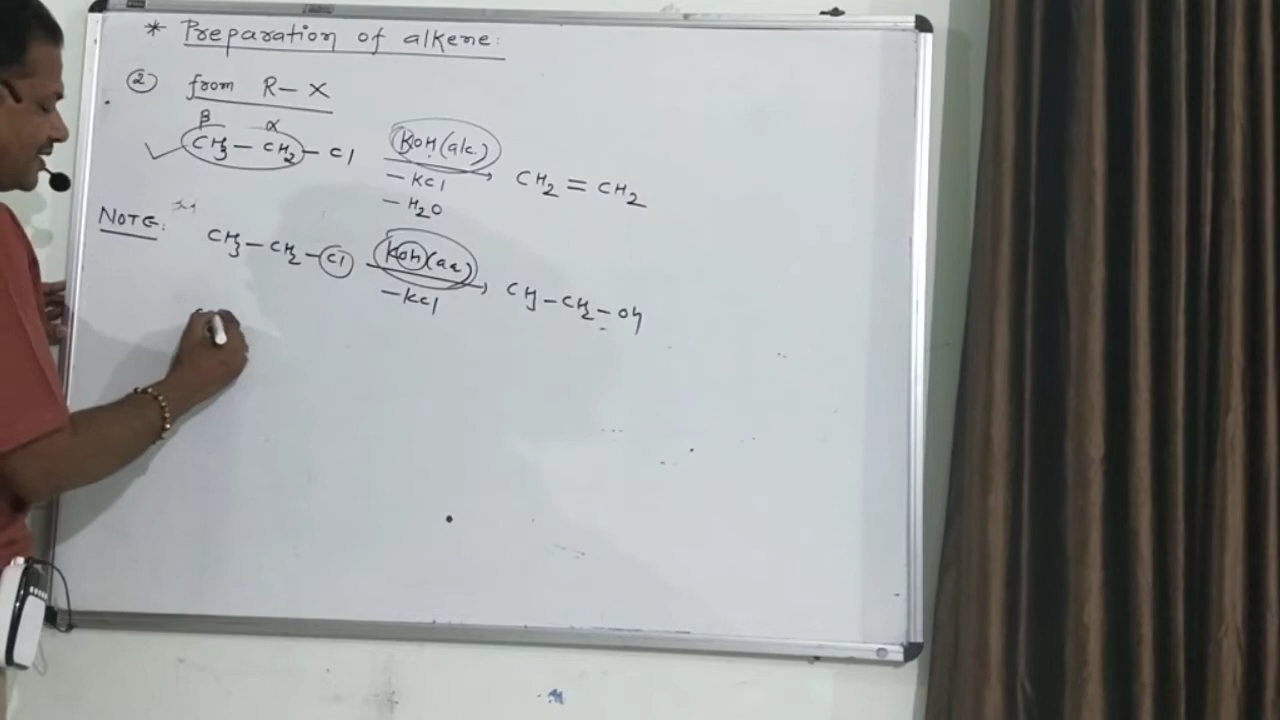 * Preparation of alkene:
② from R-X
β α
CH3-CH2-Cl KOH(alc.) CH2=CH2
-KCl
-H2O
NOTE:
CH3-CH2-Cl KOH(aq) CH3-CH2-OH
-KCl